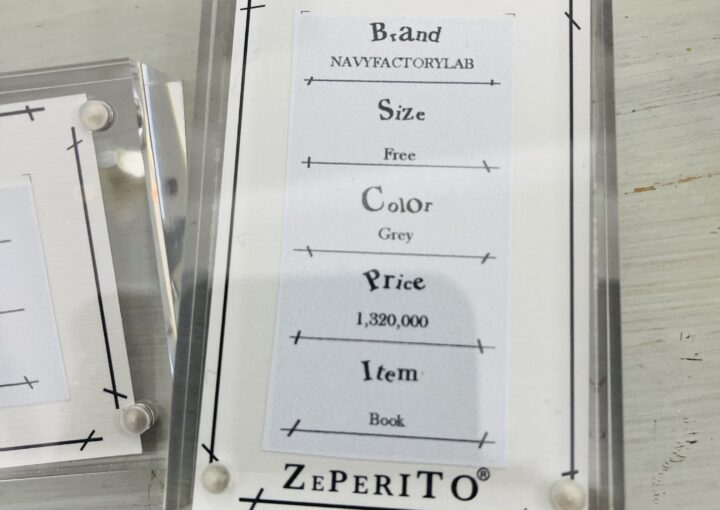 Brand
NAVYFACTORYLAB
Size
Free
Color
Grey
Price
1,320,000
Item
Book
ZEPERITO®